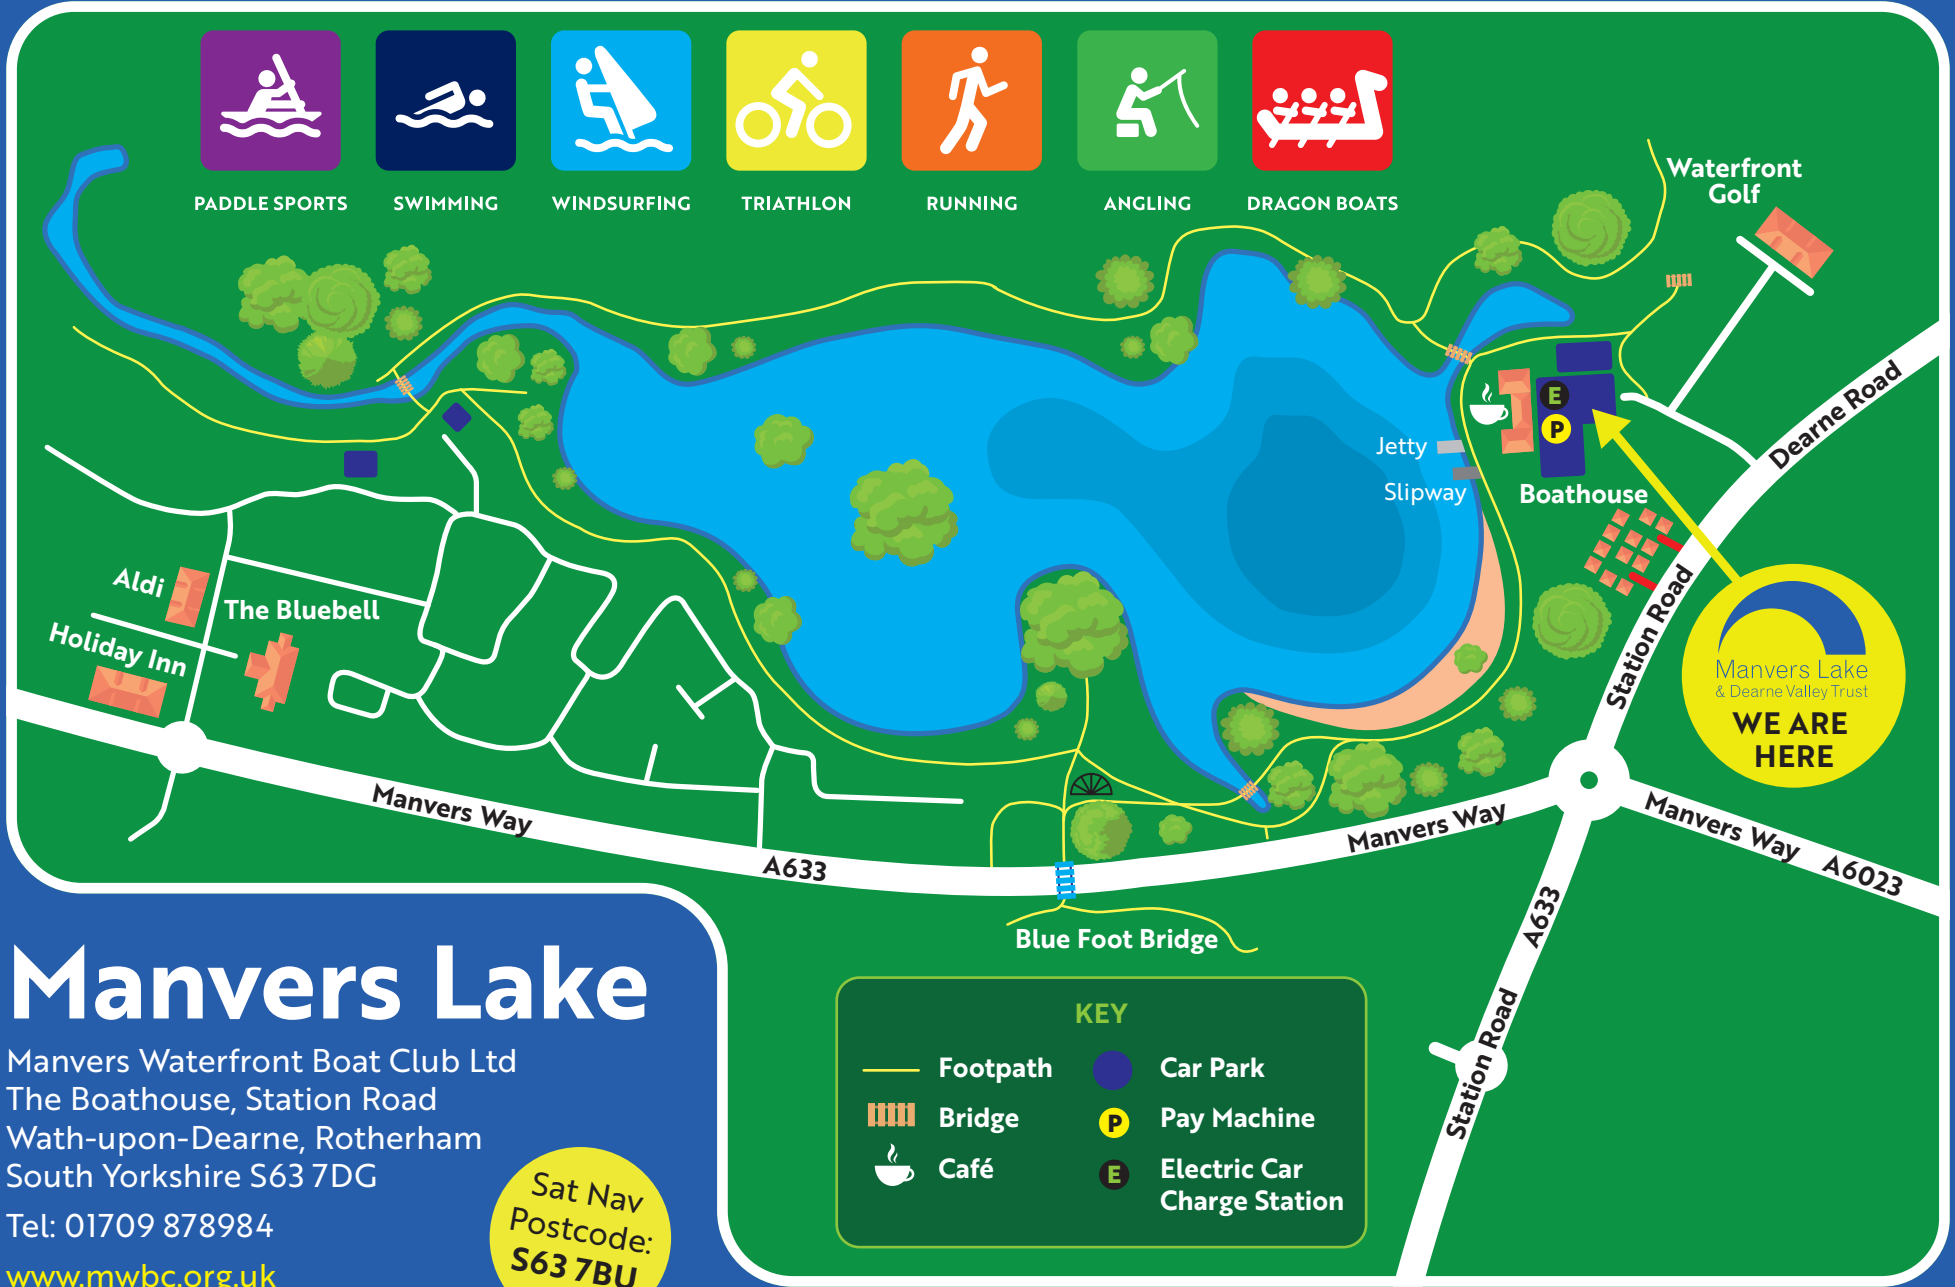 PADDLE SPORTS
SWIMMING
WINDSURFING
TRIATHLON
RUNNING
ANGLING
DRAGON BOATS
Waterfront
Golf
Dearne Road
E
P
Jetty
Slipway
Boathouse
Aldi
The Bluebell
Holiday Inn
Station Road
Manvers Lake
& Dearne Valley Trust
WE ARE
HERE
Manvers Way
A633
Manvers Way
Manvers Way A6023
Blue Foot Bridge
A633
Station Road
Manvers Lake
Manvers Waterfront Boat Club Ltd
The Boathouse, Station Road
Wath-upon-Dearne, Rotherham
South Yorkshire S63 7DG
Tel: 01709 878984
www.mwbc.org.uk
Sat Nav
Postcode:
S63 7BU
KEY
Footpath
Car Park
Bridge
P Pay Machine
Café
E Electric Car
Charge Station